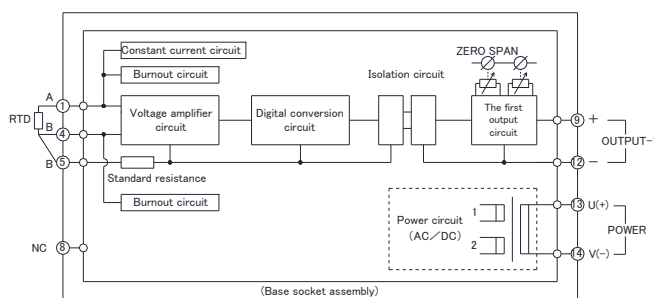 Constant current circuit
ZERO SPAN
Burnout circuit
Isolation circuit
A
①
RTD
B
④
B
⑤
Voltage amplifier
circuit
Digital conversion
circuit
The first
output
circuit
⑨ +
OUTPUT-
⑫ −
Standard resistance
Burnout circuit
NC
⑧
Power circuit
(AC／DC)
1
2
⑬ U(+)
POWER
⑭ V(-)
(Base socket assembly)